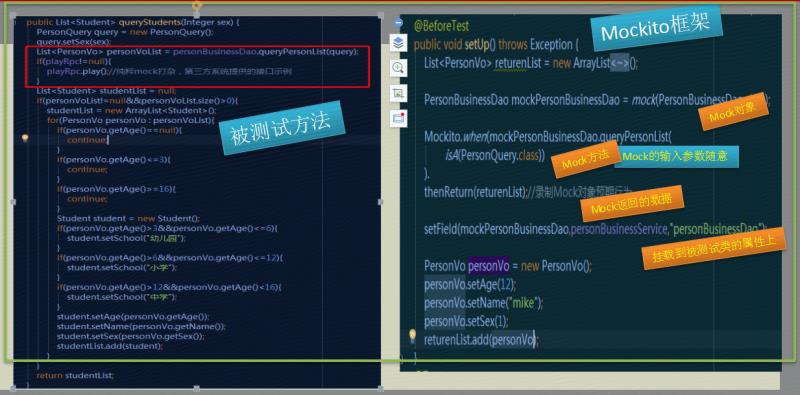 public List<Student> queryStudents(Integer sex) {
PersonQuery query = new PersonQuery();
query.setSex(sex);
List<PersonVo> personVoList = personBusinessDao.queryPersonList(query);
if(playRpc!=null){
playRpc.play();//纯粹mock打杂，第三方系统提供的接口示例
}
List<Student> studentList = null;
if(personVoList!=null&&personVoList.size()>0){
studentList = new ArrayList<Student>();
for(PersonVo personVo : personVoList){
if(personVo.getAge()==null){
continue;
}
if(personVo.getAge()<=3){
continue;
}
if(personVo.getAge()>=16){
continue;
}
Student student = new Student();
if(personVo.getAge()>3&&personVo.getAge()<=6){
student.setSchool("幼儿园");
}
if(personVo.getAge()>6&&personVo.getAge()<=12){
student.setSchool("小学");
}
if(personVo.getAge()>12&&personVo.getAge()<16){
student.setSchool("中学");
}
student.setAge(personVo.getAge());
student.setName(personVo.getName());
student.setSex(personVo.getSex());
studentList.add(student);
}
}
return studentList;
}
被测试方法
@BeforeTest
Mockito框架
public void setUp() throws Exception {
List<PersonVo> returenList = new ArrayList<~>();
PersonBusinessDao mockPersonBusinessDao = mock(PersonBusinessDao
Mock对象
Mockito.when(mockPersonBusinessDao.queryPersonList(
isA(PersonQuery.class))
Mock方法
Mock的输入参数随意
).
thenReturn(returenList);//录制Mock对象预期行为
Mock返回的数据
setField(mockPersonBusinessDao,personBusinessService,"personBusinessDao");
挂载到被测试类的属性上
PersonVo personVo = new PersonVo();
personVo.setAge(12);
personVo.setName("mike");
personVo.setSex(1);
returenList.add(personVo);
}